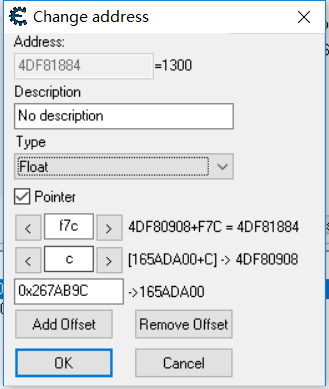 Change address
Address:
4DF81884 =1300
Description
No description
Type
Float
Pointer
< f7c > 4DF80908+F7C = 4DF81884
< c > [165ADA00+C] -> 4DF80908
0x267AB9C ->165ADA00
Add Offset Remove Offset
OK Cancel